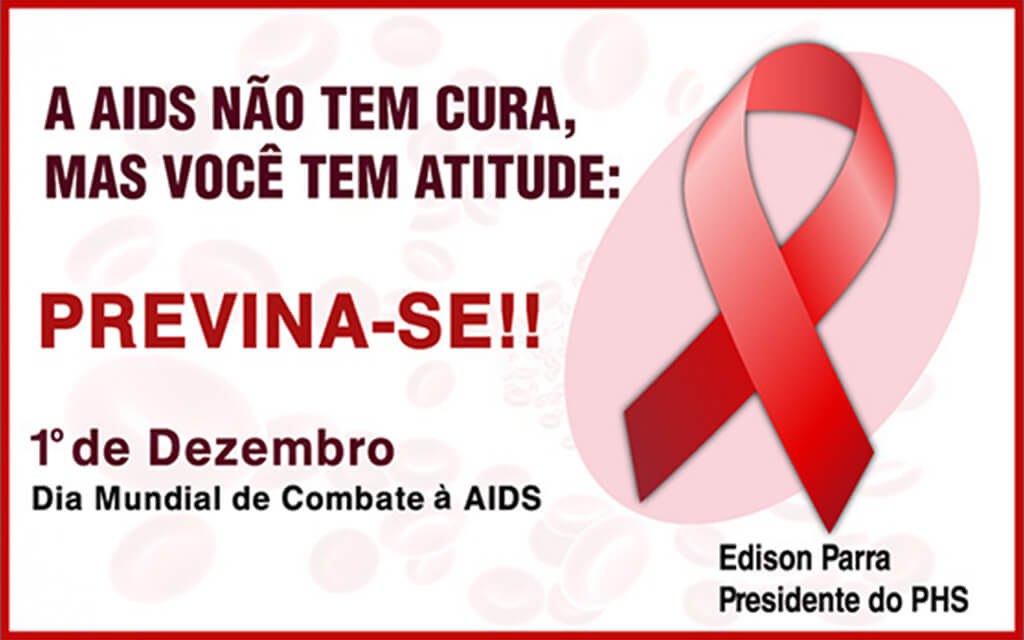 A AIDS NÃO TEM CURA,
MAS VOCÊ TEM ATITUDE:
PREVINA-SE!!
1º de Dezembro
Dia Mundial de Combate à AIDS
Edison Parra
Presidente do PHS